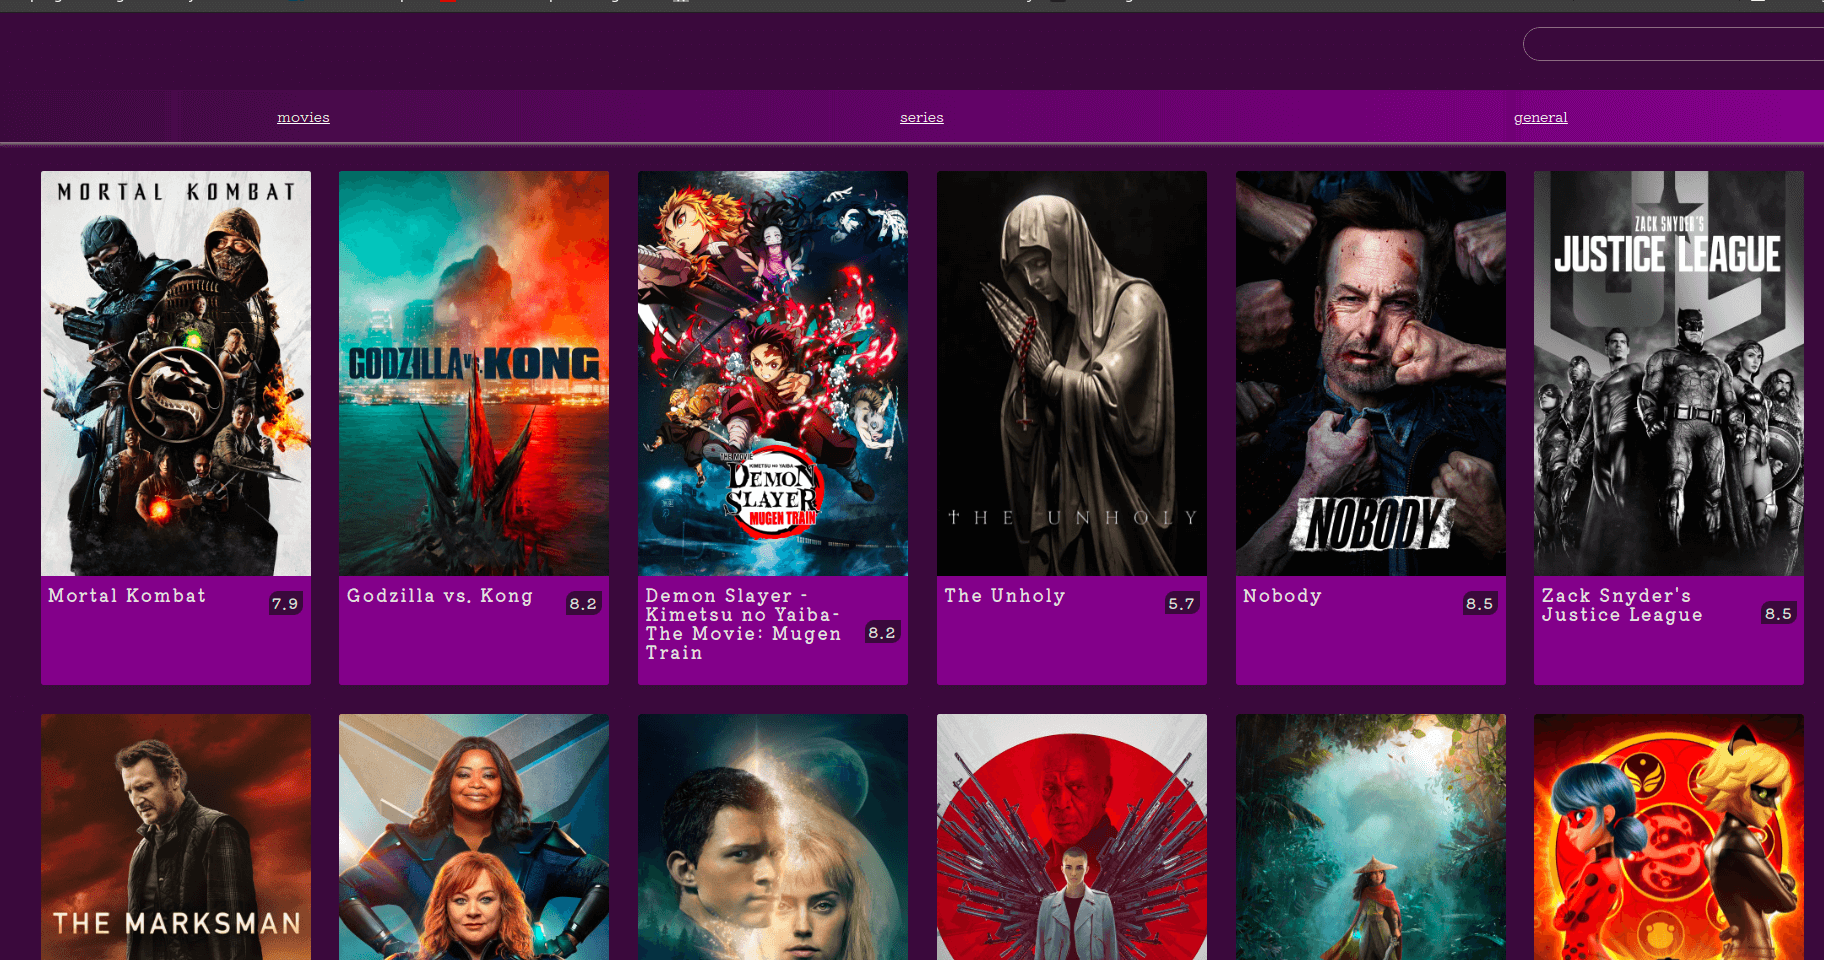 movies
series
general
MORTAL KOMBAT
GODZILLA vs. KONG
THE MOVIE
KIMETSU NO YAIBA
DEMON
SLAYER
MUGEN TRAIN
THE UNHOLY
NOBODY
ZACK SNYDER'S
JUSTICE LEAGUE
Mortal Kombat
7.9
Godzilla vs. Kong
8.2
Demon Slayer -
Kimetsu no Yaiba-
The Movie: Mugen
Train
8.2
The Unholy
5.7
Nobody
8.5
Zack Snyder's
Justice League
8.5
THE MARKSMAN